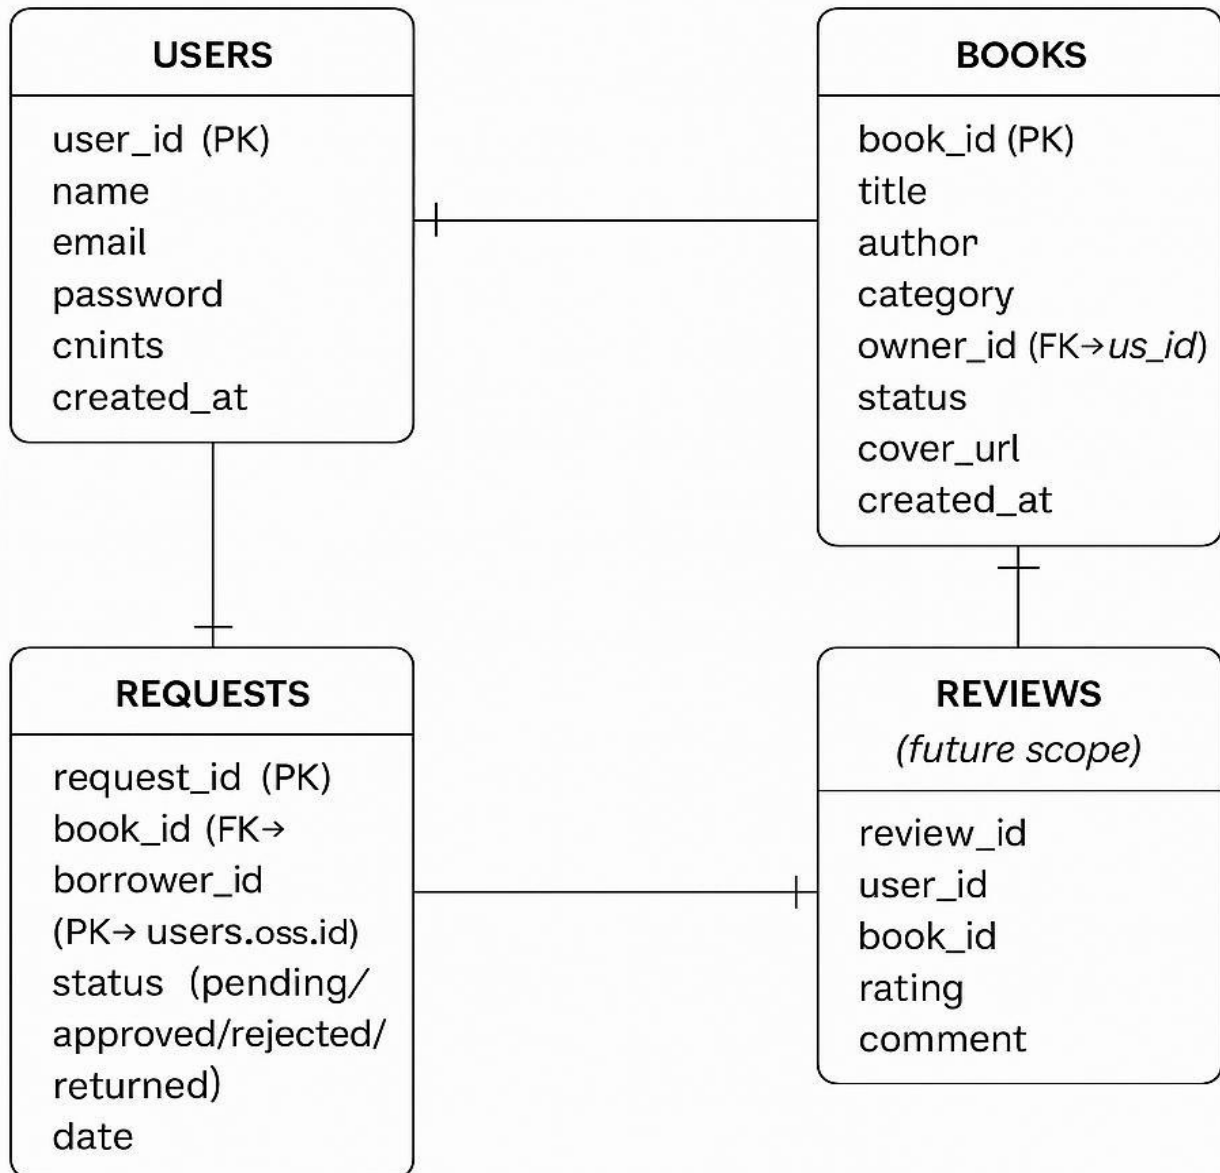 USERS
user_id (PK)
name
email
password
cnints
created_at
BOOKS
book_id (PK)
title
author
category
owner_id (FK→us_id)
status
cover_url
created_at
REQUESTS
request_id (PK)
book_id (FK→
borrower_id
(PK→ users.oss.id)
status (pending/
approved/rejected/
returned)
date
REVIEWS
(future scope)
review_id
user_id
book_id
rating
comment